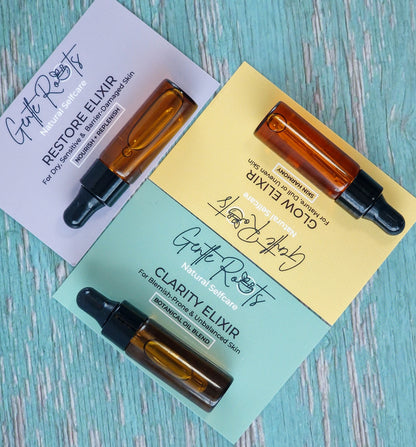 Gentle Roots
Natural Selfcare
RESTORE ELIXIR
For Dry, Sensitive & Barrier-Damaged Skin
NOURISH + REPLENISH
Gentle Roots
Natural Selfcare
GLOW ELIXIR
For Mature, Dull or Uneven Skin
SKIN HARMONY
Gentle Roots
Natural Selfcare
CLARITY ELIXIR
For Blemish-Prone & Unbalanced Skin
BOTANICAL OIL BLEND